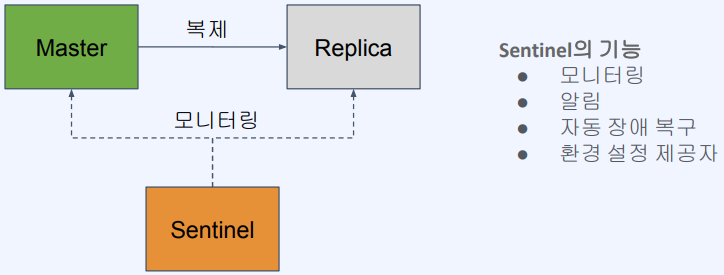 Master
복제
Replica
모니터링
Sentinel
Sentinel의 기능
● 모니터링
● 알림
● 자동 장애 복구
● 환경 설정 제공자